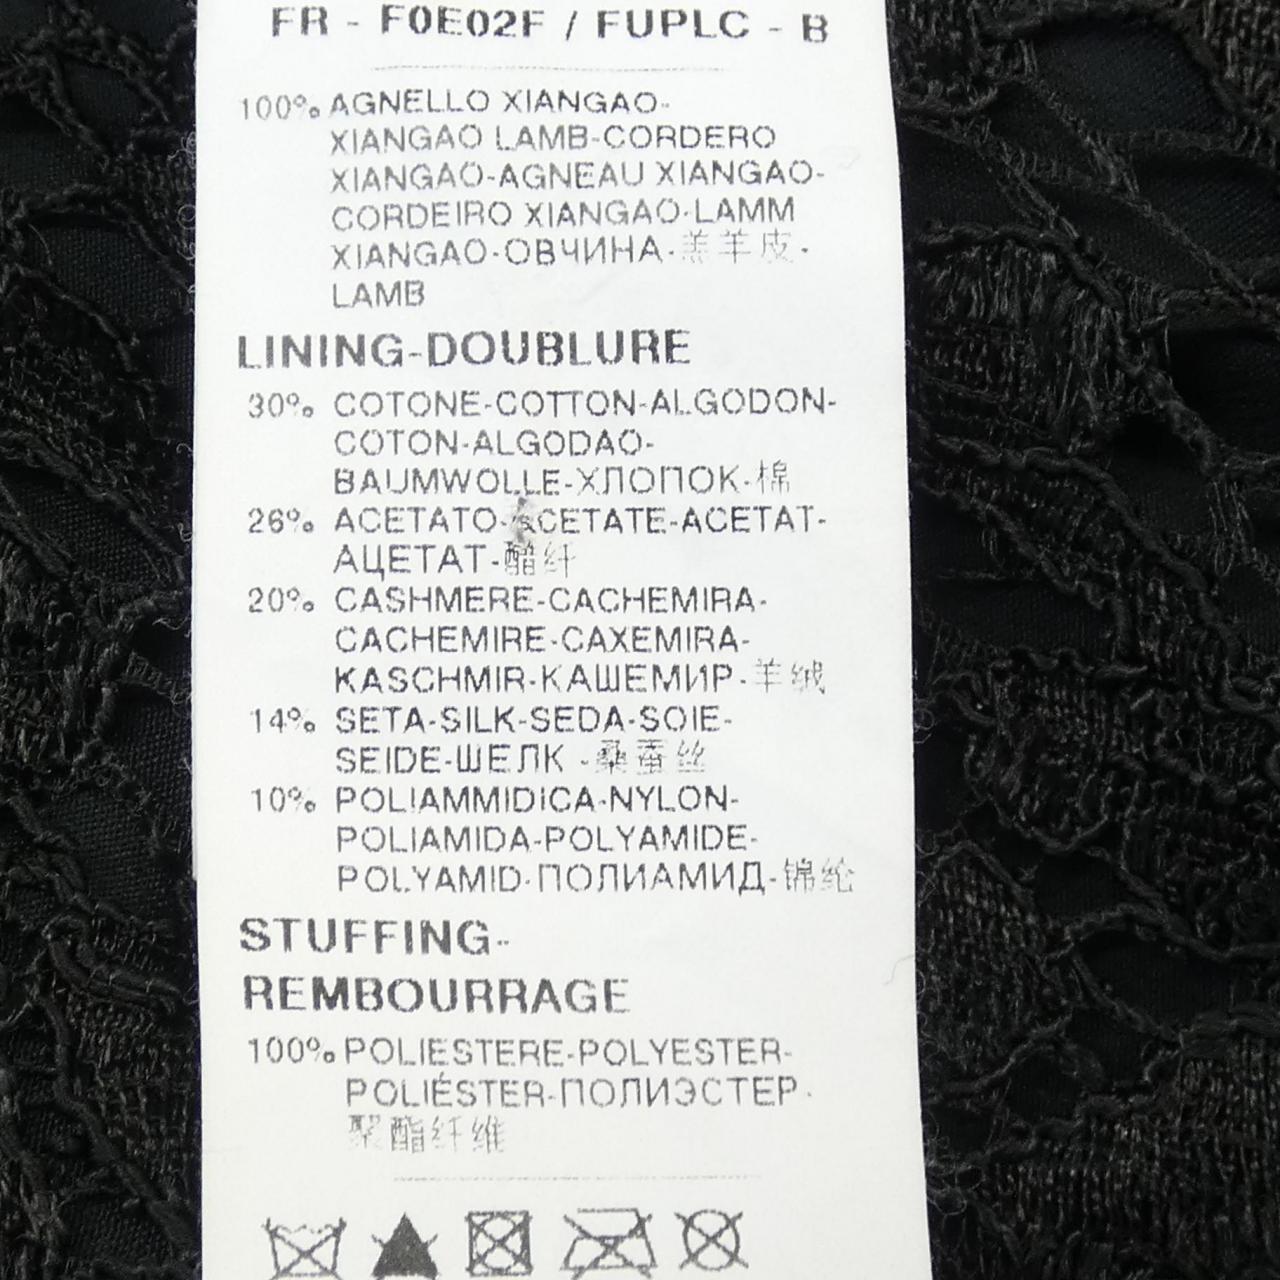 FR - F0E02F / FUPLC - B
100% AGNELLO XIANGAO-
XIANGAO LAMB-CORDERO
XIANGAO-AGNEAU XIANGAO-
CORDEIRO XIANGAO-LAMM
XIANGAO-ОВЧИНА-羔羊皮-
LAMB
LINING-DOUBLURE
30% COTONE-COTTON-ALGODON-
COTON-ALGODAO-
BAUMWOLLE-ХЛОПОК-棉
26% ACETATO-ACETATE-ACETAT-
АЦЕТАТ-醋纤
20% CASHMERE-CACHEMIRA-
CACHEMIRE-CAXEMIRA-
KASCHMIR-КАШЕМИР-羊绒
14% SETA-SILK-SEDA-SOIE-
SEIDE-ШЕЛК -桑蚕丝
10% POLIAMMIDICA-NYLON-
POLIAMIDA-POLYAMIDE-
POLYAMID-ПОЛИАМИД-锦纶
STUFFING-
REMBOURRAGE
100% POLIESTERE-POLYESTER-
POLIÉSTER-ПОЛИЭСТЕР-
聚酯纤维